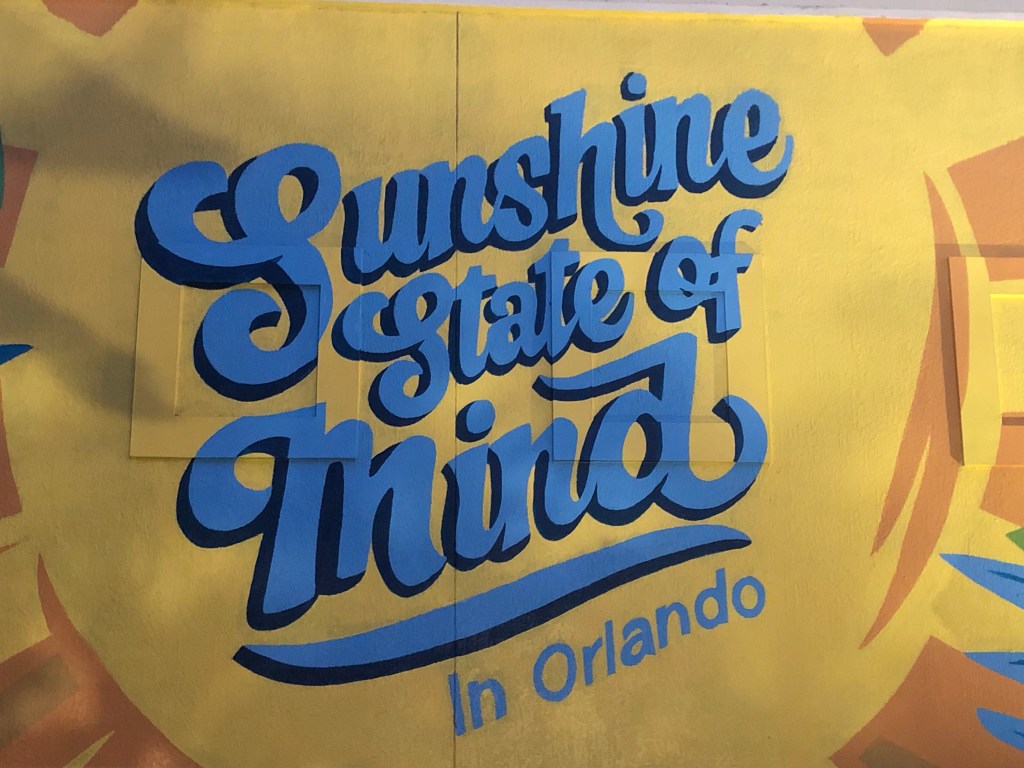 Sunshine
State of
Mind
In Orlando